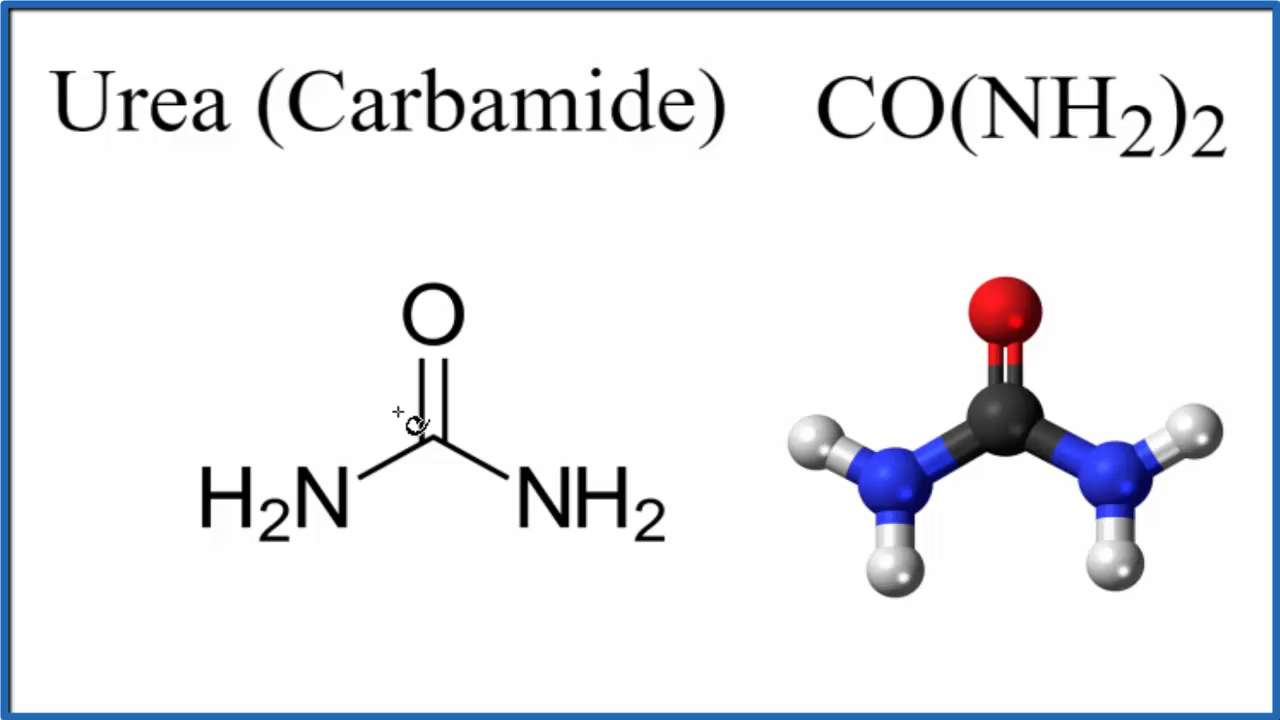 Urea (Carbamide) CO(NH₂)₂
O
H₂N NH₂